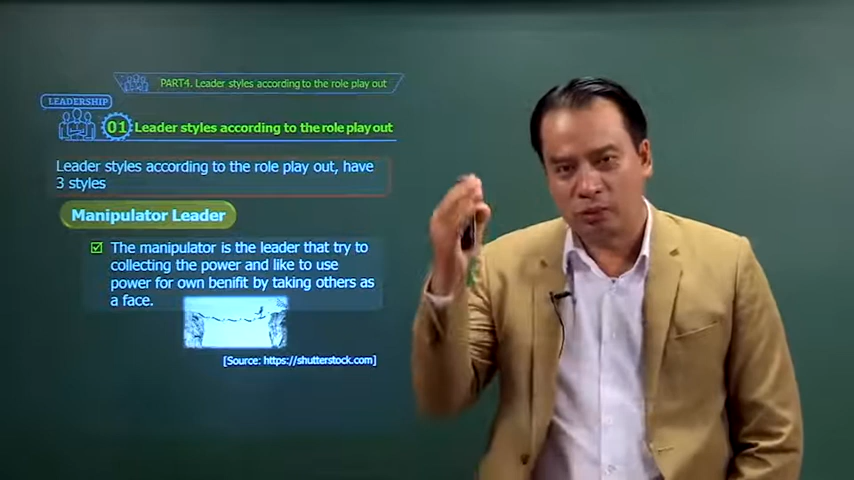 PART4. Leader styles according to the role play out
LEADERSHIP
01 Leader styles according to the role play out
Leader styles according to the role play out, have
3 styles
Manipulator Leader
The manipulator is the leader that try to
collecting the power and like to use
power for own benifit by taking others as
a face.
[Source: https://shutterstock.com]